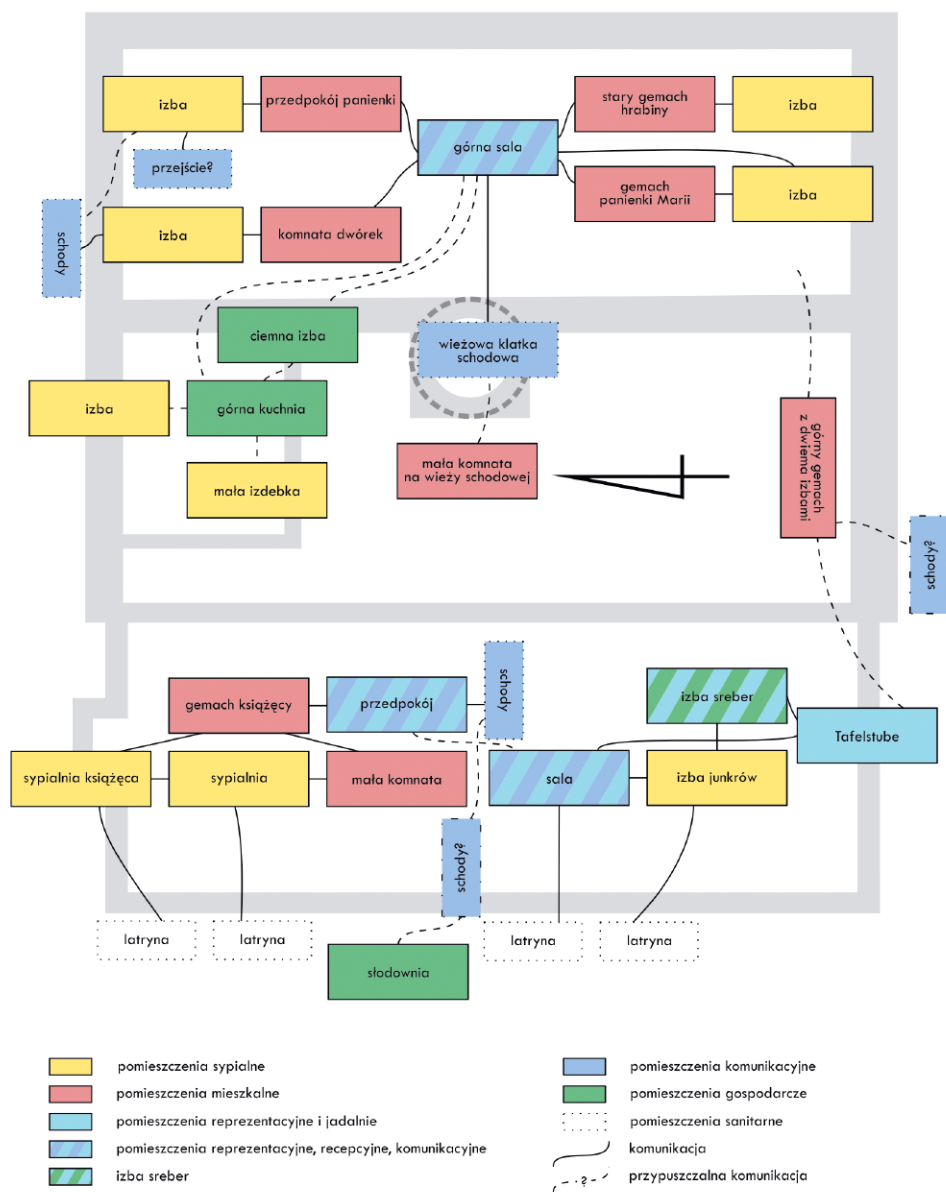 izba
przedpokój panienki
stary gemach
hrabiny
izba
górna sala
przejście?
gemach
panienki Marii
izba
schody
izba
komnata dwórek
ciemna izba
wieżowa klatka
schodowa
izba
górna kuchnia
mała komnata
na wieży schodowej
górny gemach
z dwiema izbami
mała izdebka
schody?
gemach książęcy
przedpokój
schody
izba sreber
Tafelstube
sypialnia książęca
sypialnia
mała komnata
sala
izba junkrów
schody?
latryna
latryna
latryna
latryna
słodownia
pomieszczenia sypialne
pomieszczenia mieszkalne
pomieszczenia reprezentacyjne i jadalnie
pomieszczenia reprezentacyjne, recepcyjne, komunikacyjne
izba sreber
pomieszczenia komunikacyjne
pomieszczenia gospodarcze
pomieszczenia sanitarne
komunikacja
? przypuszczalna komunikacja